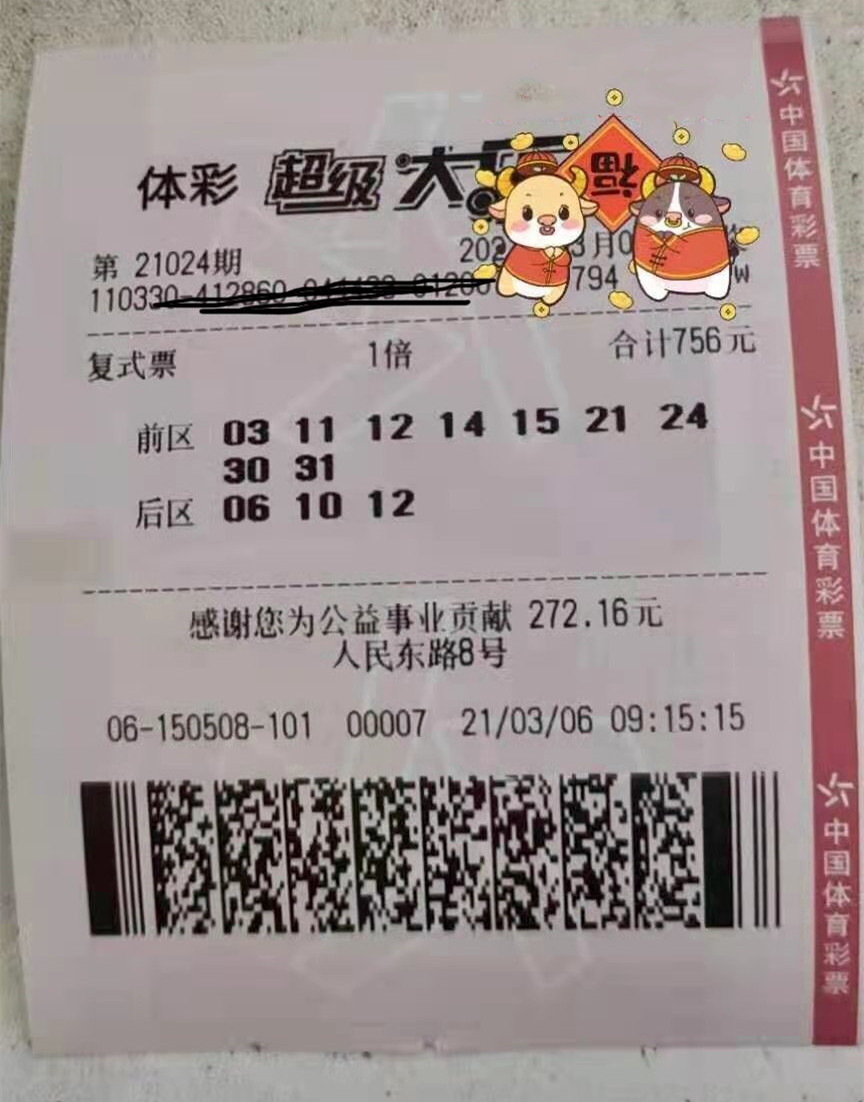 体彩 超级大
第 21024期
110330
794
复式票 1倍 合计756元
前区 03 11 12 14 15 21 24
30 31
后区 06 10 12
感谢您为公益事业贡献 272.16元
人民东路8号
06-150508-101 00007 21/03/06 09:15:15
福
中国体育彩票
中国体育彩票
中国体育彩票